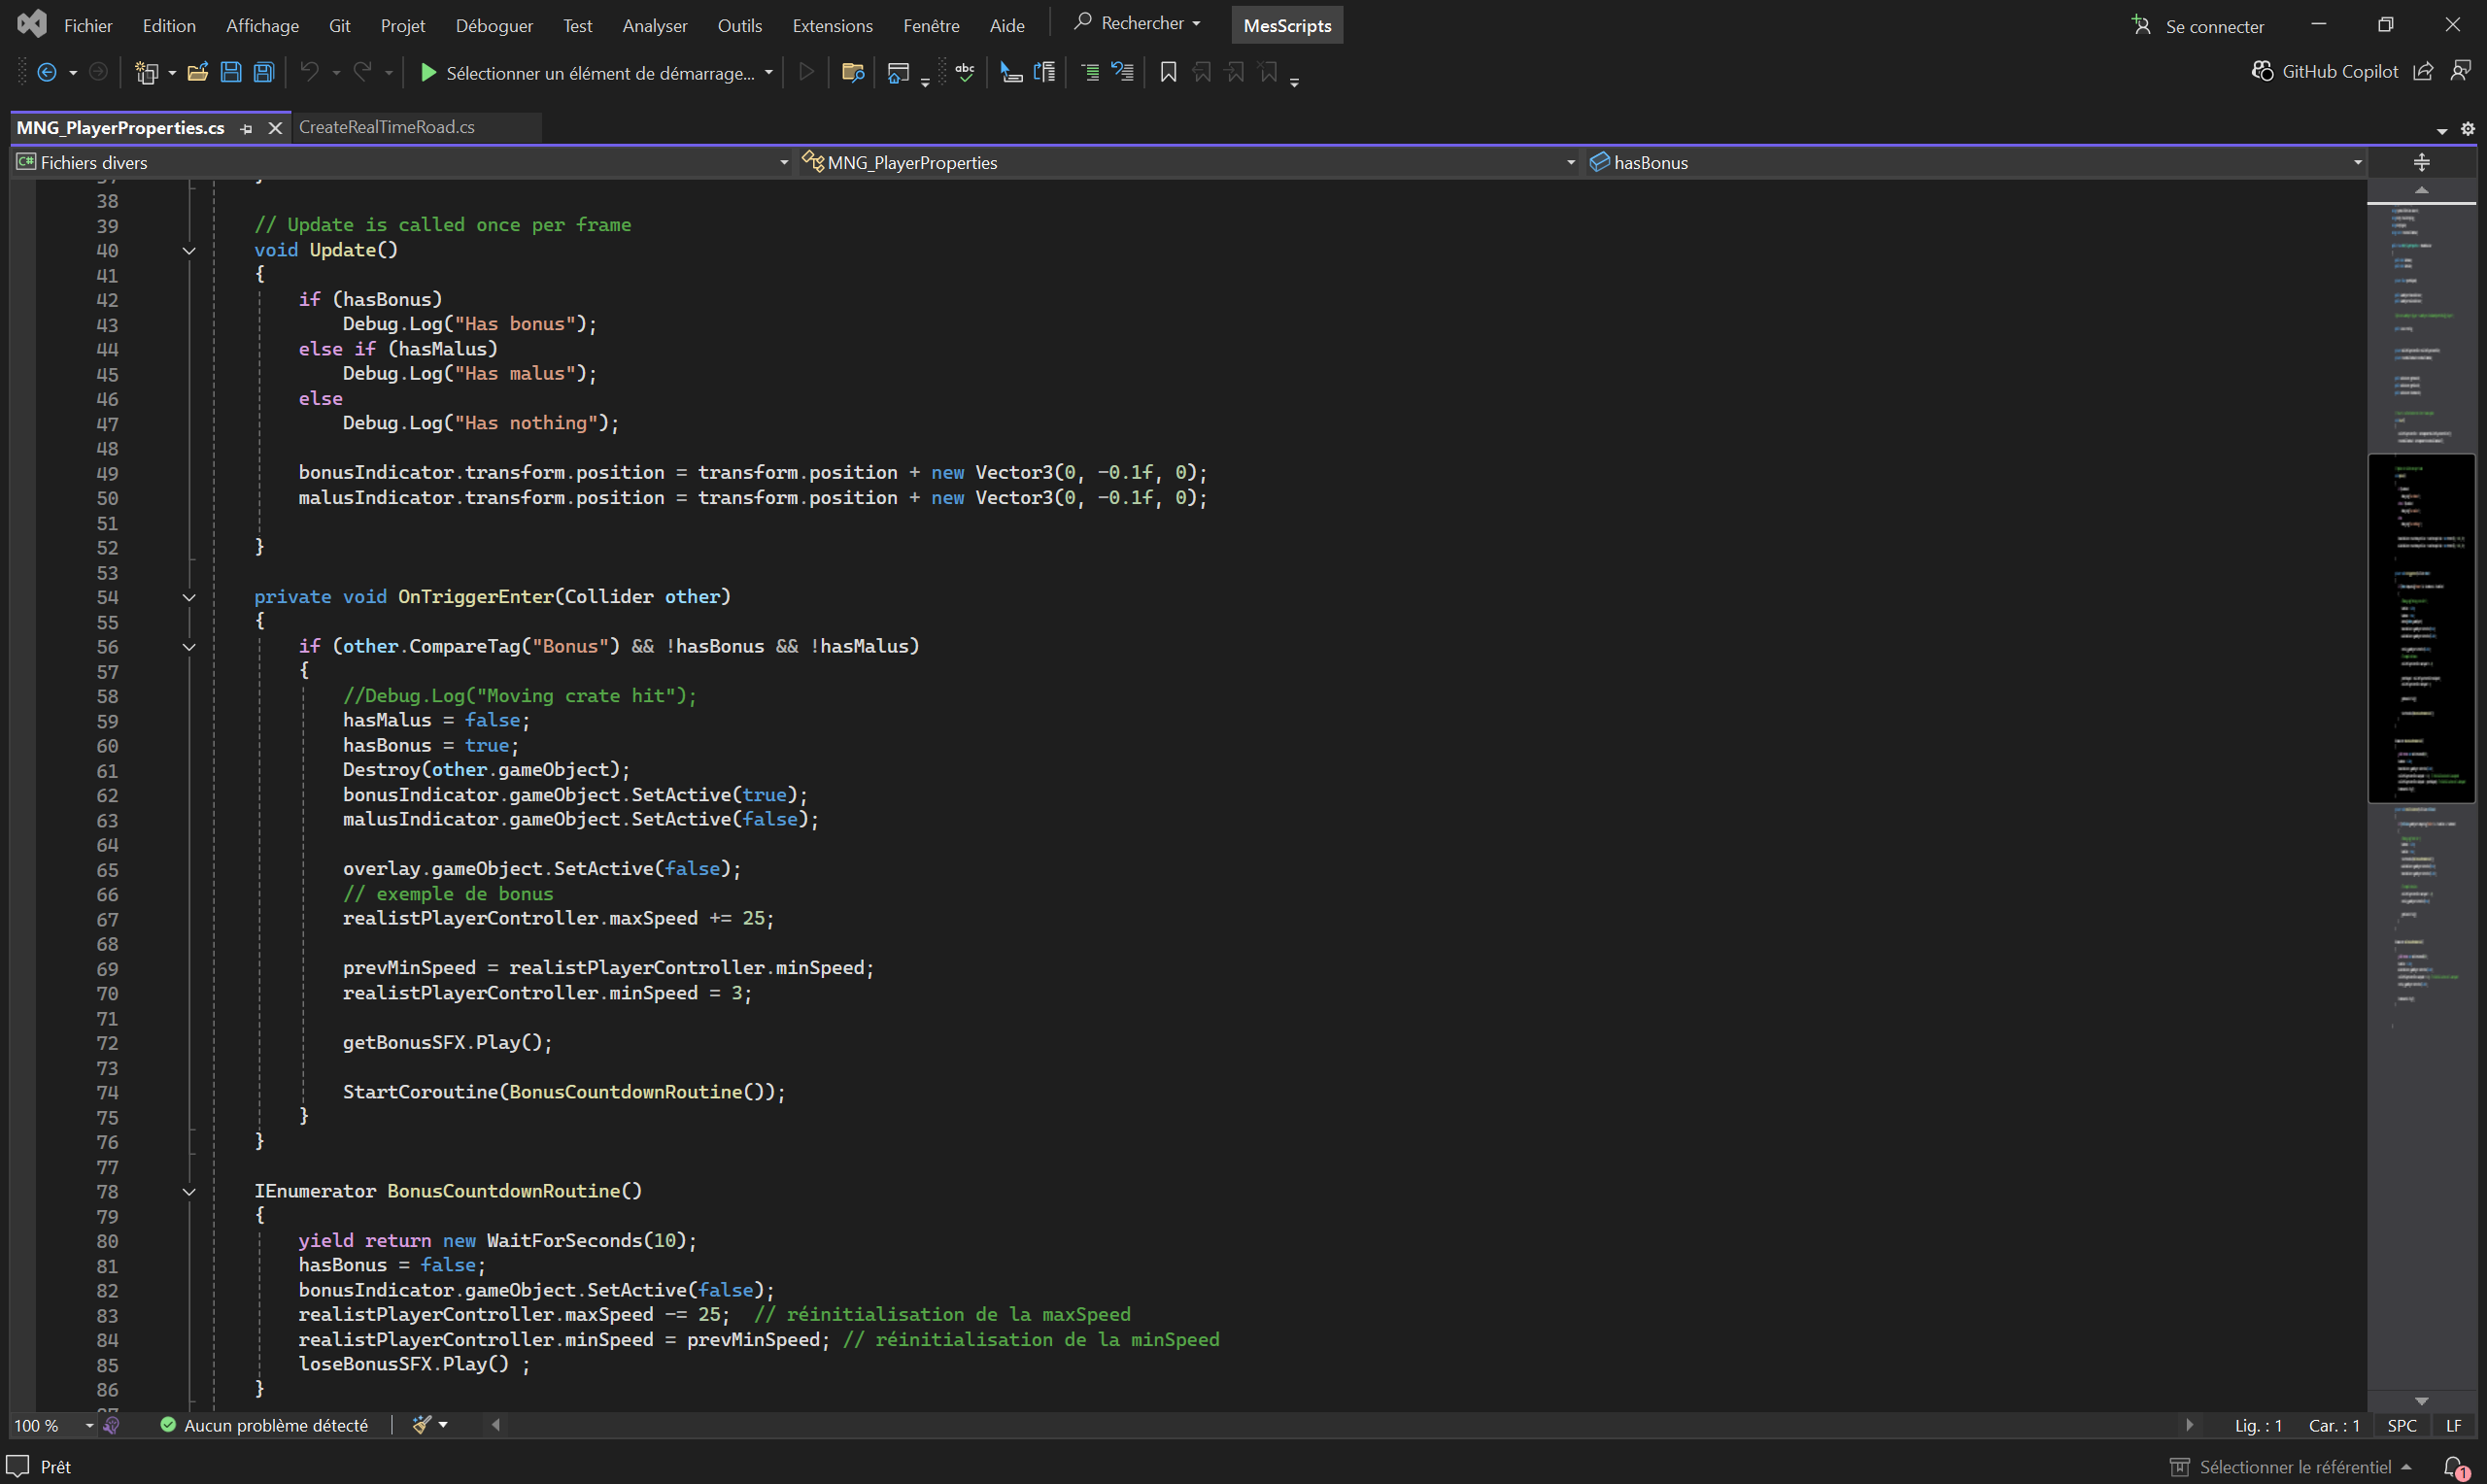 Fichier Edition Affichage Git Projet Déboguer Test Analyser Outils Extensions Fenêtre Aide Rechercher MesScripts Se connecter
Sélectionner un élément de démarrage... abc GitHub Copilot
MNG_PlayerProperties.cs CreateRealTimeRoad.cs
C# Fichiers divers MNG_PlayerProperties hasBonus
38
39 // Update is called once per frame
40 void Update()
41 {
42 if (hasBonus)
43 Debug.Log("Has bonus");
44 else if (hasMalus)
45 Debug.Log("Has malus");
46 else
47 Debug.Log("Has nothing");
48
49 bonusIndicator.transform.position = transform.position + new Vector3(0, -0.1f, 0);
50 malusIndicator.transform.position = transform.position + new Vector3(0, -0.1f, 0);
51
52 }
53
54 private void OnTriggerEnter(Collider other)
55 {
56 if (other.CompareTag("Bonus") && !hasBonus && !hasMalus)
57 {
58 //Debug.Log("Moving crate hit");
59 hasMalus = false;
60 hasBonus = true;
61 Destroy(other.gameObject);
62 bonusIndicator.gameObject.SetActive(true);
63 malusIndicator.gameObject.SetActive(false);
64
65 overlay.gameObject.SetActive(false);
66 // exemple de bonus
67 realistPlayerController.maxSpeed += 25;
68
69 prevMinSpeed = realistPlayerController.minSpeed;
70 realistPlayerController.minSpeed = 3;
71
72 getBonusSFX.Play();
73
74 StartCoroutine(BonusCountdownRoutine());
75 }
76 }
77
78 IEnumerator BonusCountdownRoutine()
79 {
80 yield return new WaitForSeconds(10);
81 hasBonus = false;
82 bonusIndicator.gameObject.SetActive(false);
83 realistPlayerController.maxSpeed -= 25; // réinitialisation de la maxSpeed
84 realistPlayerController.minSpeed = prevMinSpeed; // réinitialisation de la minSpeed
85 loseBonusSFX.Play() ;
86 }
100 % Aucun problème détecté Lig. : 1 Car. : 1 SPC LF
Prêt Sélectionner le référentiel 1